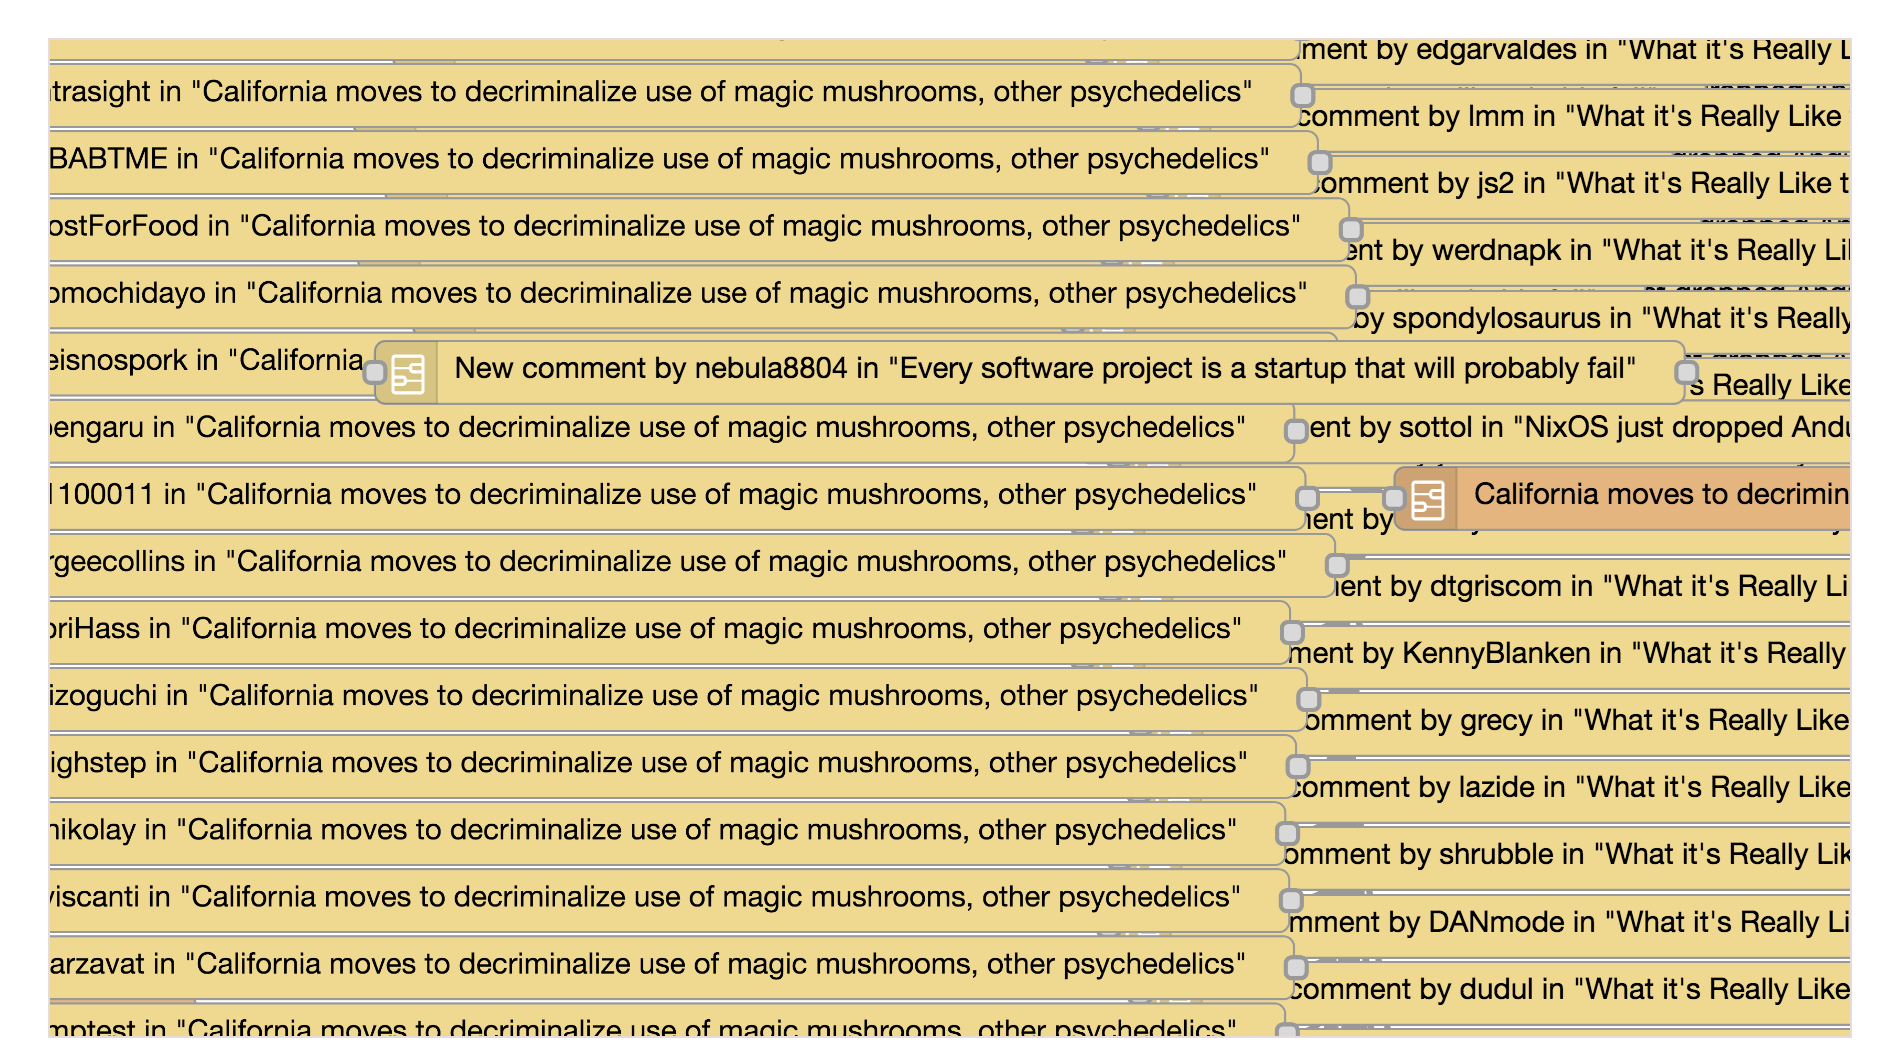 ment by edgarvaldes in "What it's Really L
trasight in "California moves to decriminalize use of magic mushrooms, other psychedelics"
comment by lmm in "What it's Really Like
BABTME in "California moves to decriminalize use of magic mushrooms, other psychedelics"
comment by js2 in "What it's Really Like t
ostForFood in "California moves to decriminalize use of magic mushrooms, other psychedelics"
ent by werdnapk in "What it's Really Li
omochidayo in "California moves to decriminalize use of magic mushrooms, other psychedelics"
by spondylosaurus in "What it's Really
eisnospork in "California
New comment by nebula8804 in "Every software project is a startup that will probably fail"
s Really Like
pengaru in "California moves to decriminalize use of magic mushrooms, other psychedelics"
ent by sottol in "NixOS just dropped Andu
1100011 in "California moves to decriminalize use of magic mushrooms, other psychedelics"
California moves to decrimin
ment by
rgeecollins in "California moves to decriminalize use of magic mushrooms, other psychedelics"
ent by dtgriscom in "What it's Really Li
oriHass in "California moves to decriminalize use of magic mushrooms, other psychedelics"
ment by KennyBlanken in "What it's Really
izoguchi in "California moves to decriminalize use of magic mushrooms, other psychedelics"
omment by grecy in "What it's Really Like
ighstep in "California moves to decriminalize use of magic mushrooms, other psychedelics"
comment by lazide in "What it's Really Like
nikolay in "California moves to decriminalize use of magic mushrooms, other psychedelics"
omment by shrubble in "What it's Really Lik
viscanti in "California moves to decriminalize use of magic mushrooms, other psychedelics"
mment by DANmode in "What it's Really Li
arzavat in "California moves to decriminalize use of magic mushrooms, other psychedelics"
comment by dudul in "What it's Really Like
mptest in "California moves to decriminalize use of magic mushrooms, other psychedelics"